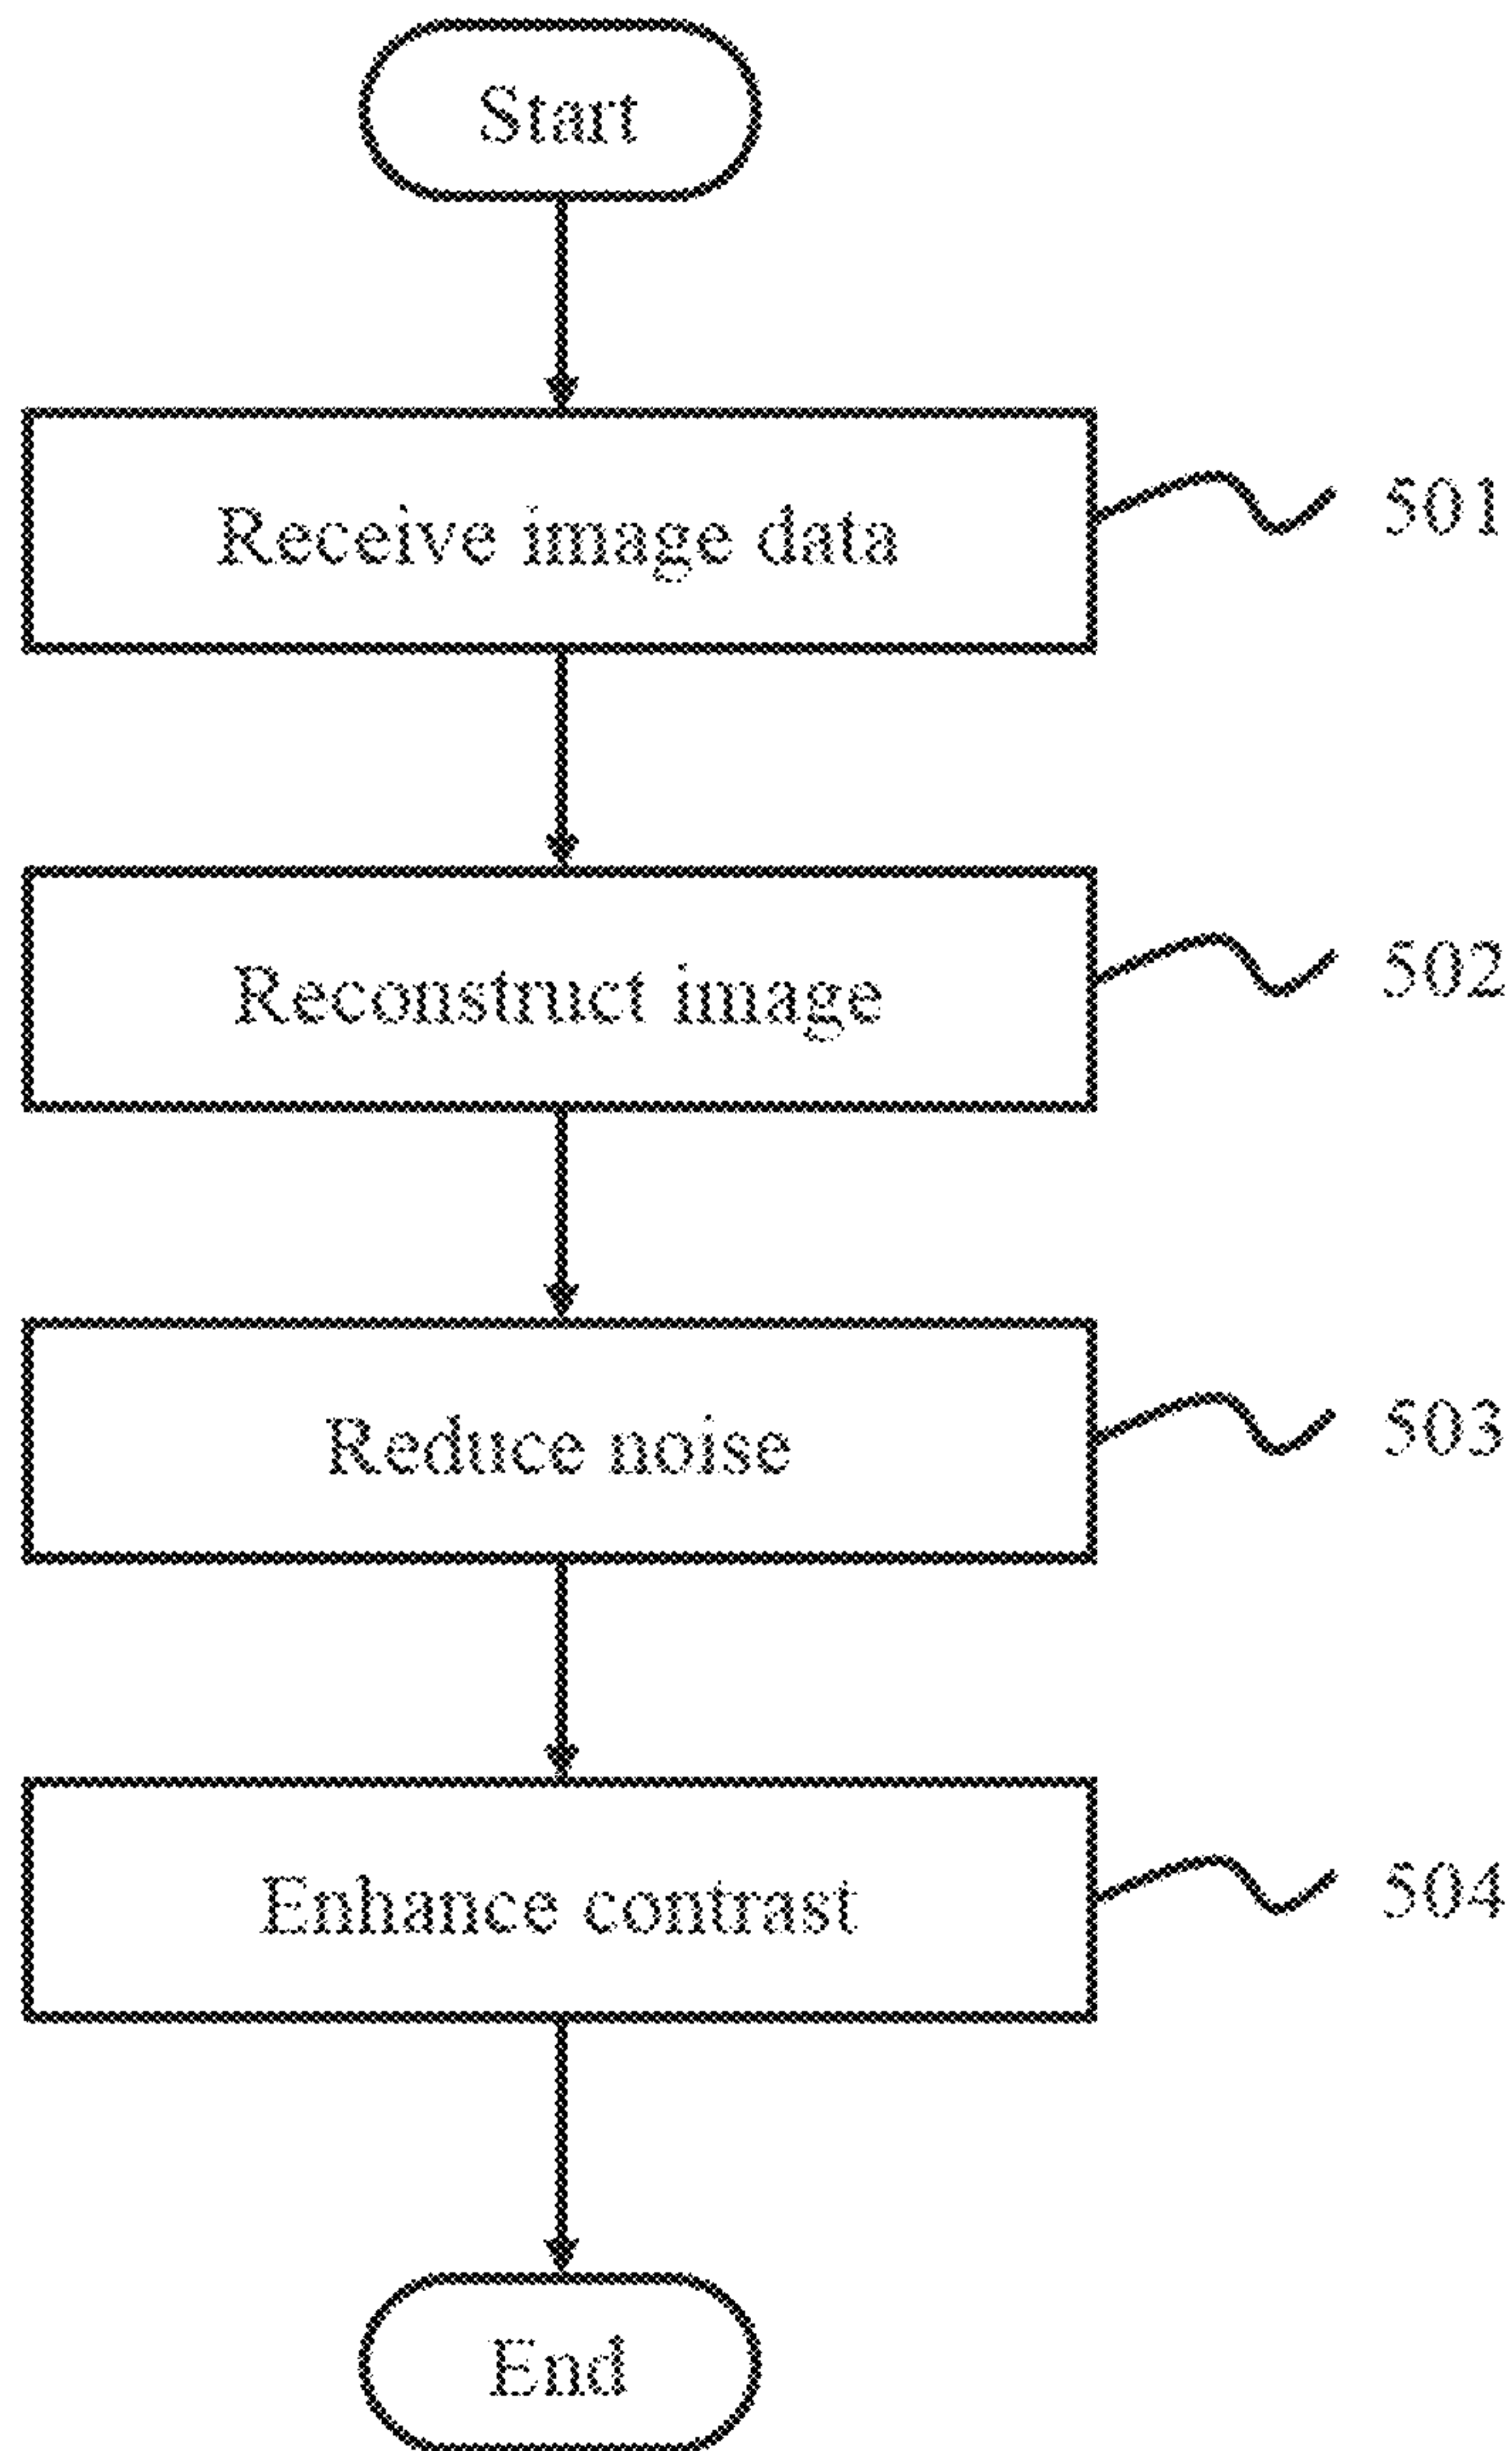 Start
Receive image data
501
Reconstruct image
502
Reduce noise
503
Enhance contrast
504
End